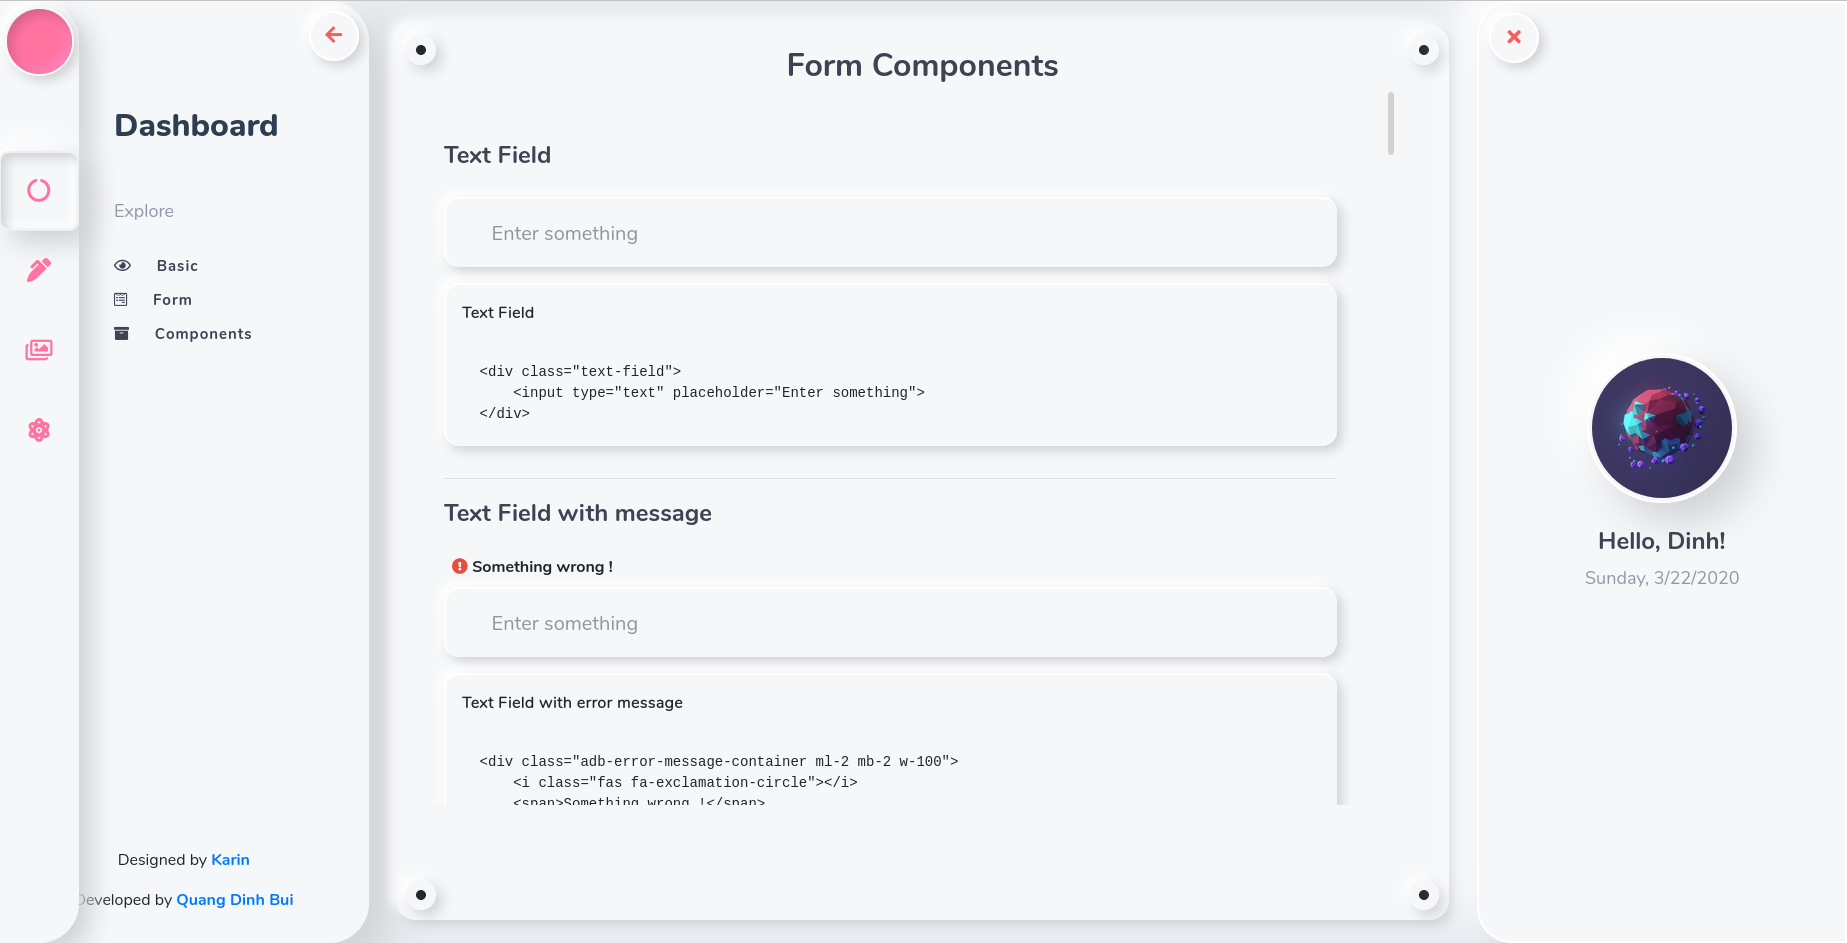 Dashboard
Explore
Basic
Form
Components
Designed by Karin
Developed by Quang Dinh Bui
Form Components
Text Field
Enter something
Text Field
<div class="text-field">
    <input type="text" placeholder="Enter something">
</div>
Text Field with message
Something wrong !
Enter something
Text Field with error message
<div class="adb-error-message-container ml-2 mb-2 w-100">
    <i class="fas fa-exclamation-circle"></i>
    <span>Something wrong !</span>
Hello, Dinh!
Sunday, 3/22/2020